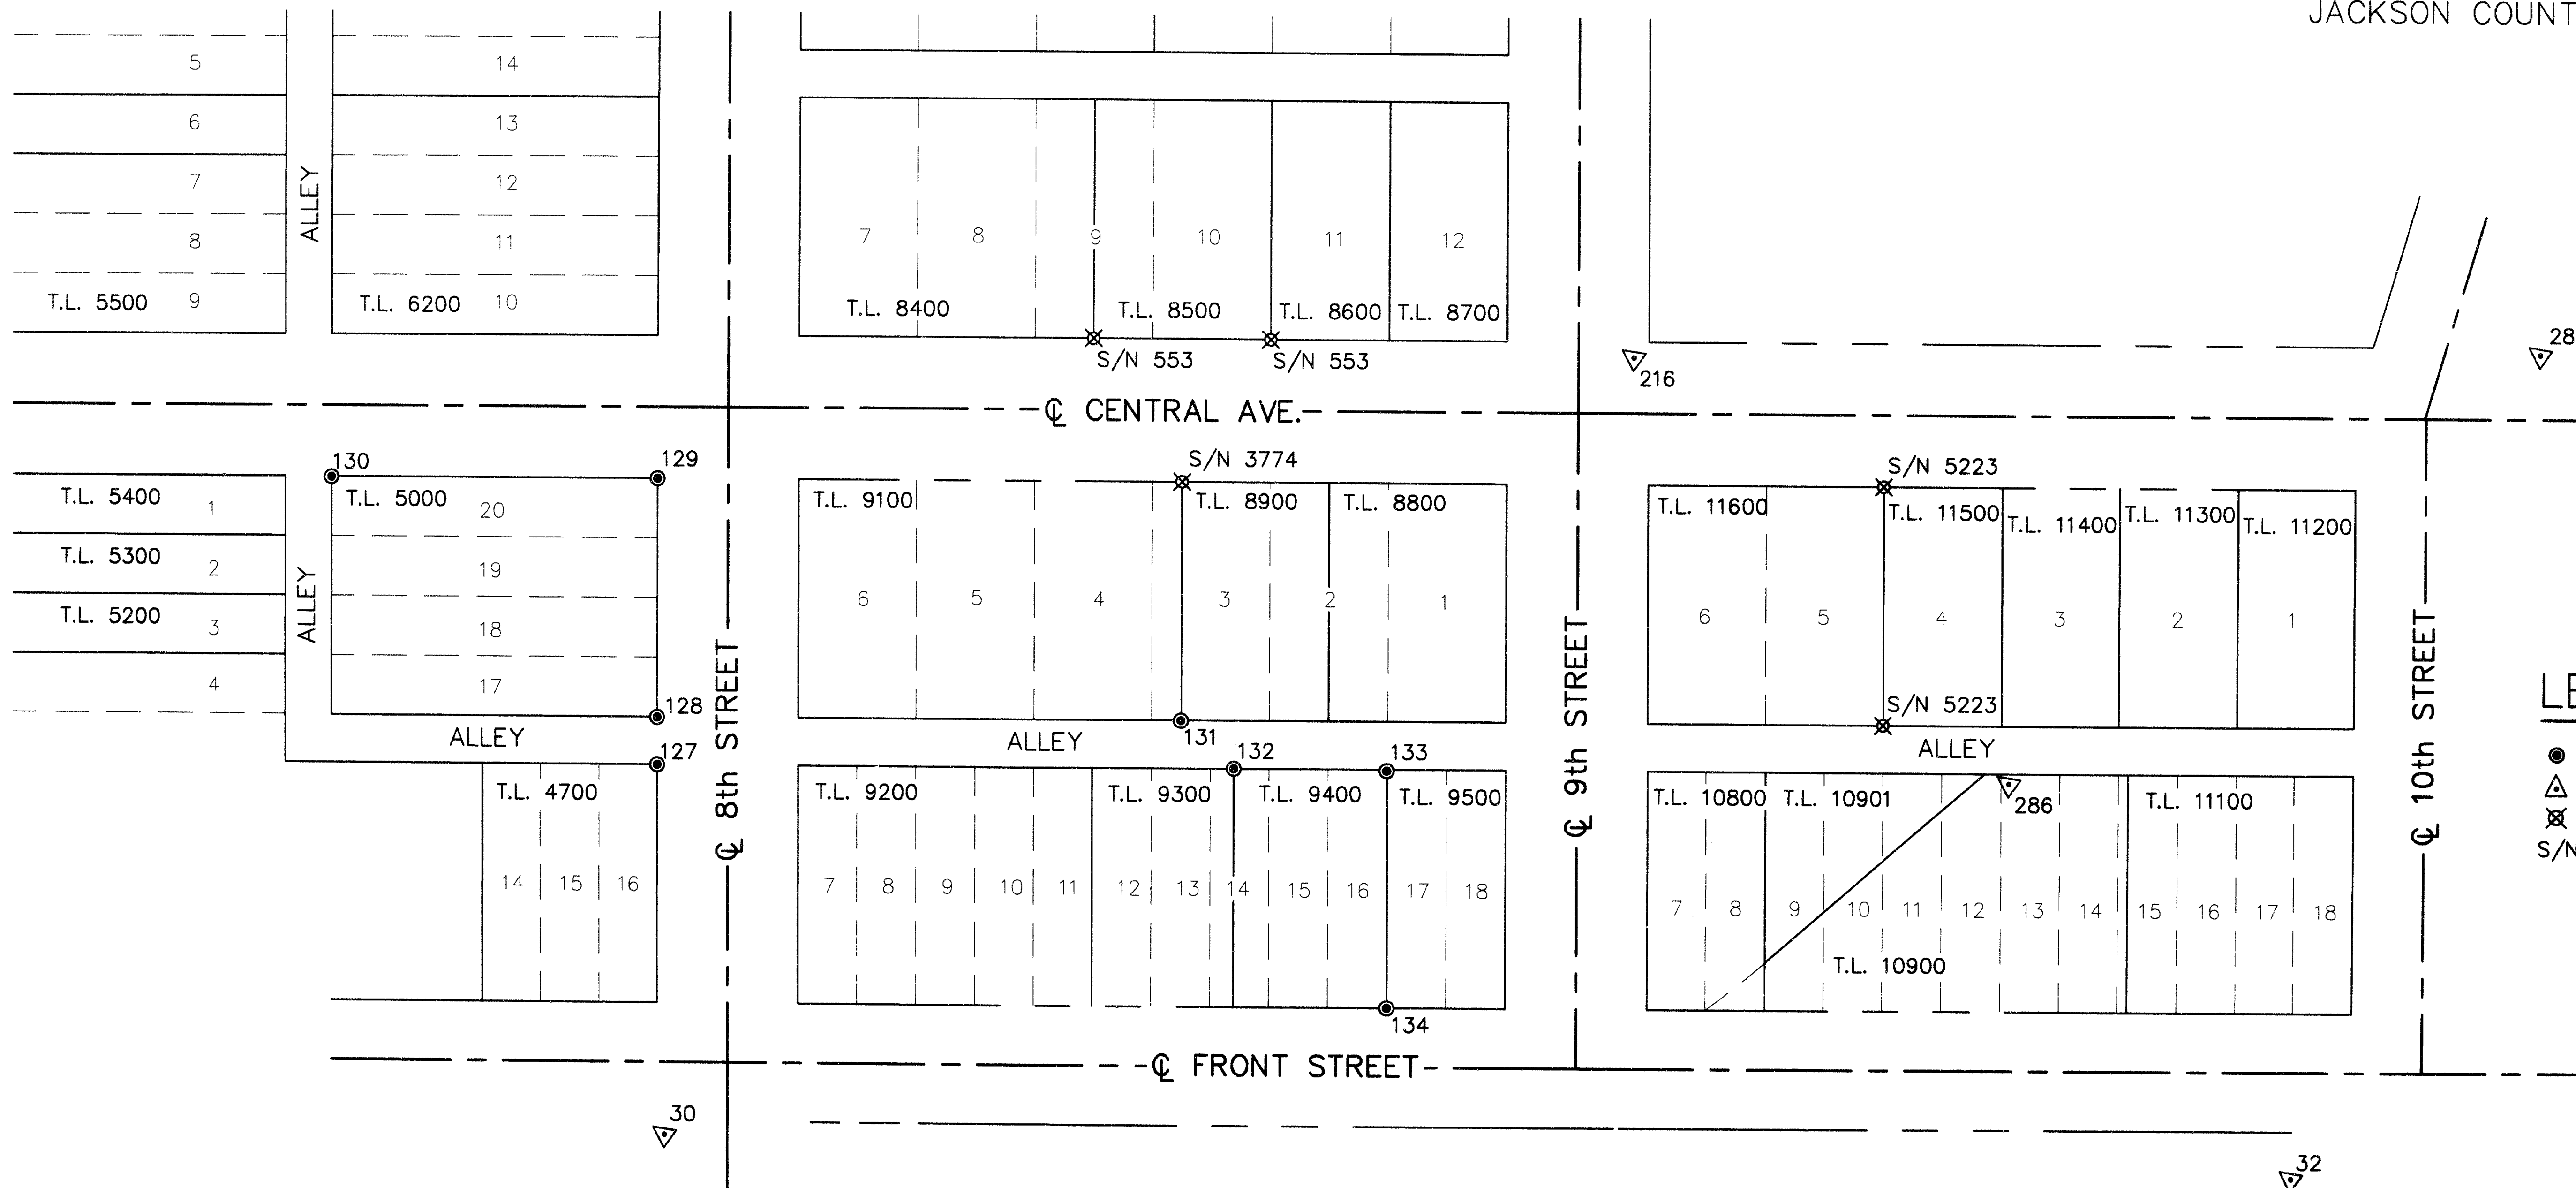 JACKSON COUNT
5
6
7
8
T.L. 5500 9
ALLEY
14
13
12
11
T.L. 6200 10
7
8
9
10
11
12
T.L. 8400
T.L. 8500
T.L. 8600
T.L. 8700
S/N 553
S/N 553
216
28
℄ CENTRAL AVE.
130
129
T.L. 5400 1
T.L. 5300 2
T.L. 5200 3
4
ALLEY
T.L. 5000 20
19
18
17
128
ALLEY
127
T.L. 4700
14 15 16
℄ 8th STREET
S/N 3774
T.L. 9100
T.L. 8900
T.L. 8800
6 5 4 3 2 1
131
ALLEY
132
133
T.L. 9200
T.L. 9300
T.L. 9400
T.L. 9500
7 8 9 10 11 12 13 14 15 16 17 18
134
℄ 9th STREET
S/N 5223
T.L. 11600
T.L. 11500
T.L. 11400
T.L. 11300
T.L. 11200
6 5 4 3 2 1
S/N 5223
ALLEY
T.L. 10800
T.L. 10901
286
T.L. 11100
7 8 9 10 11 12 13 14 15 16 17 18
T.L. 10900
℄ 10th STREET
LE
S/N
℄ FRONT STREET
30
32